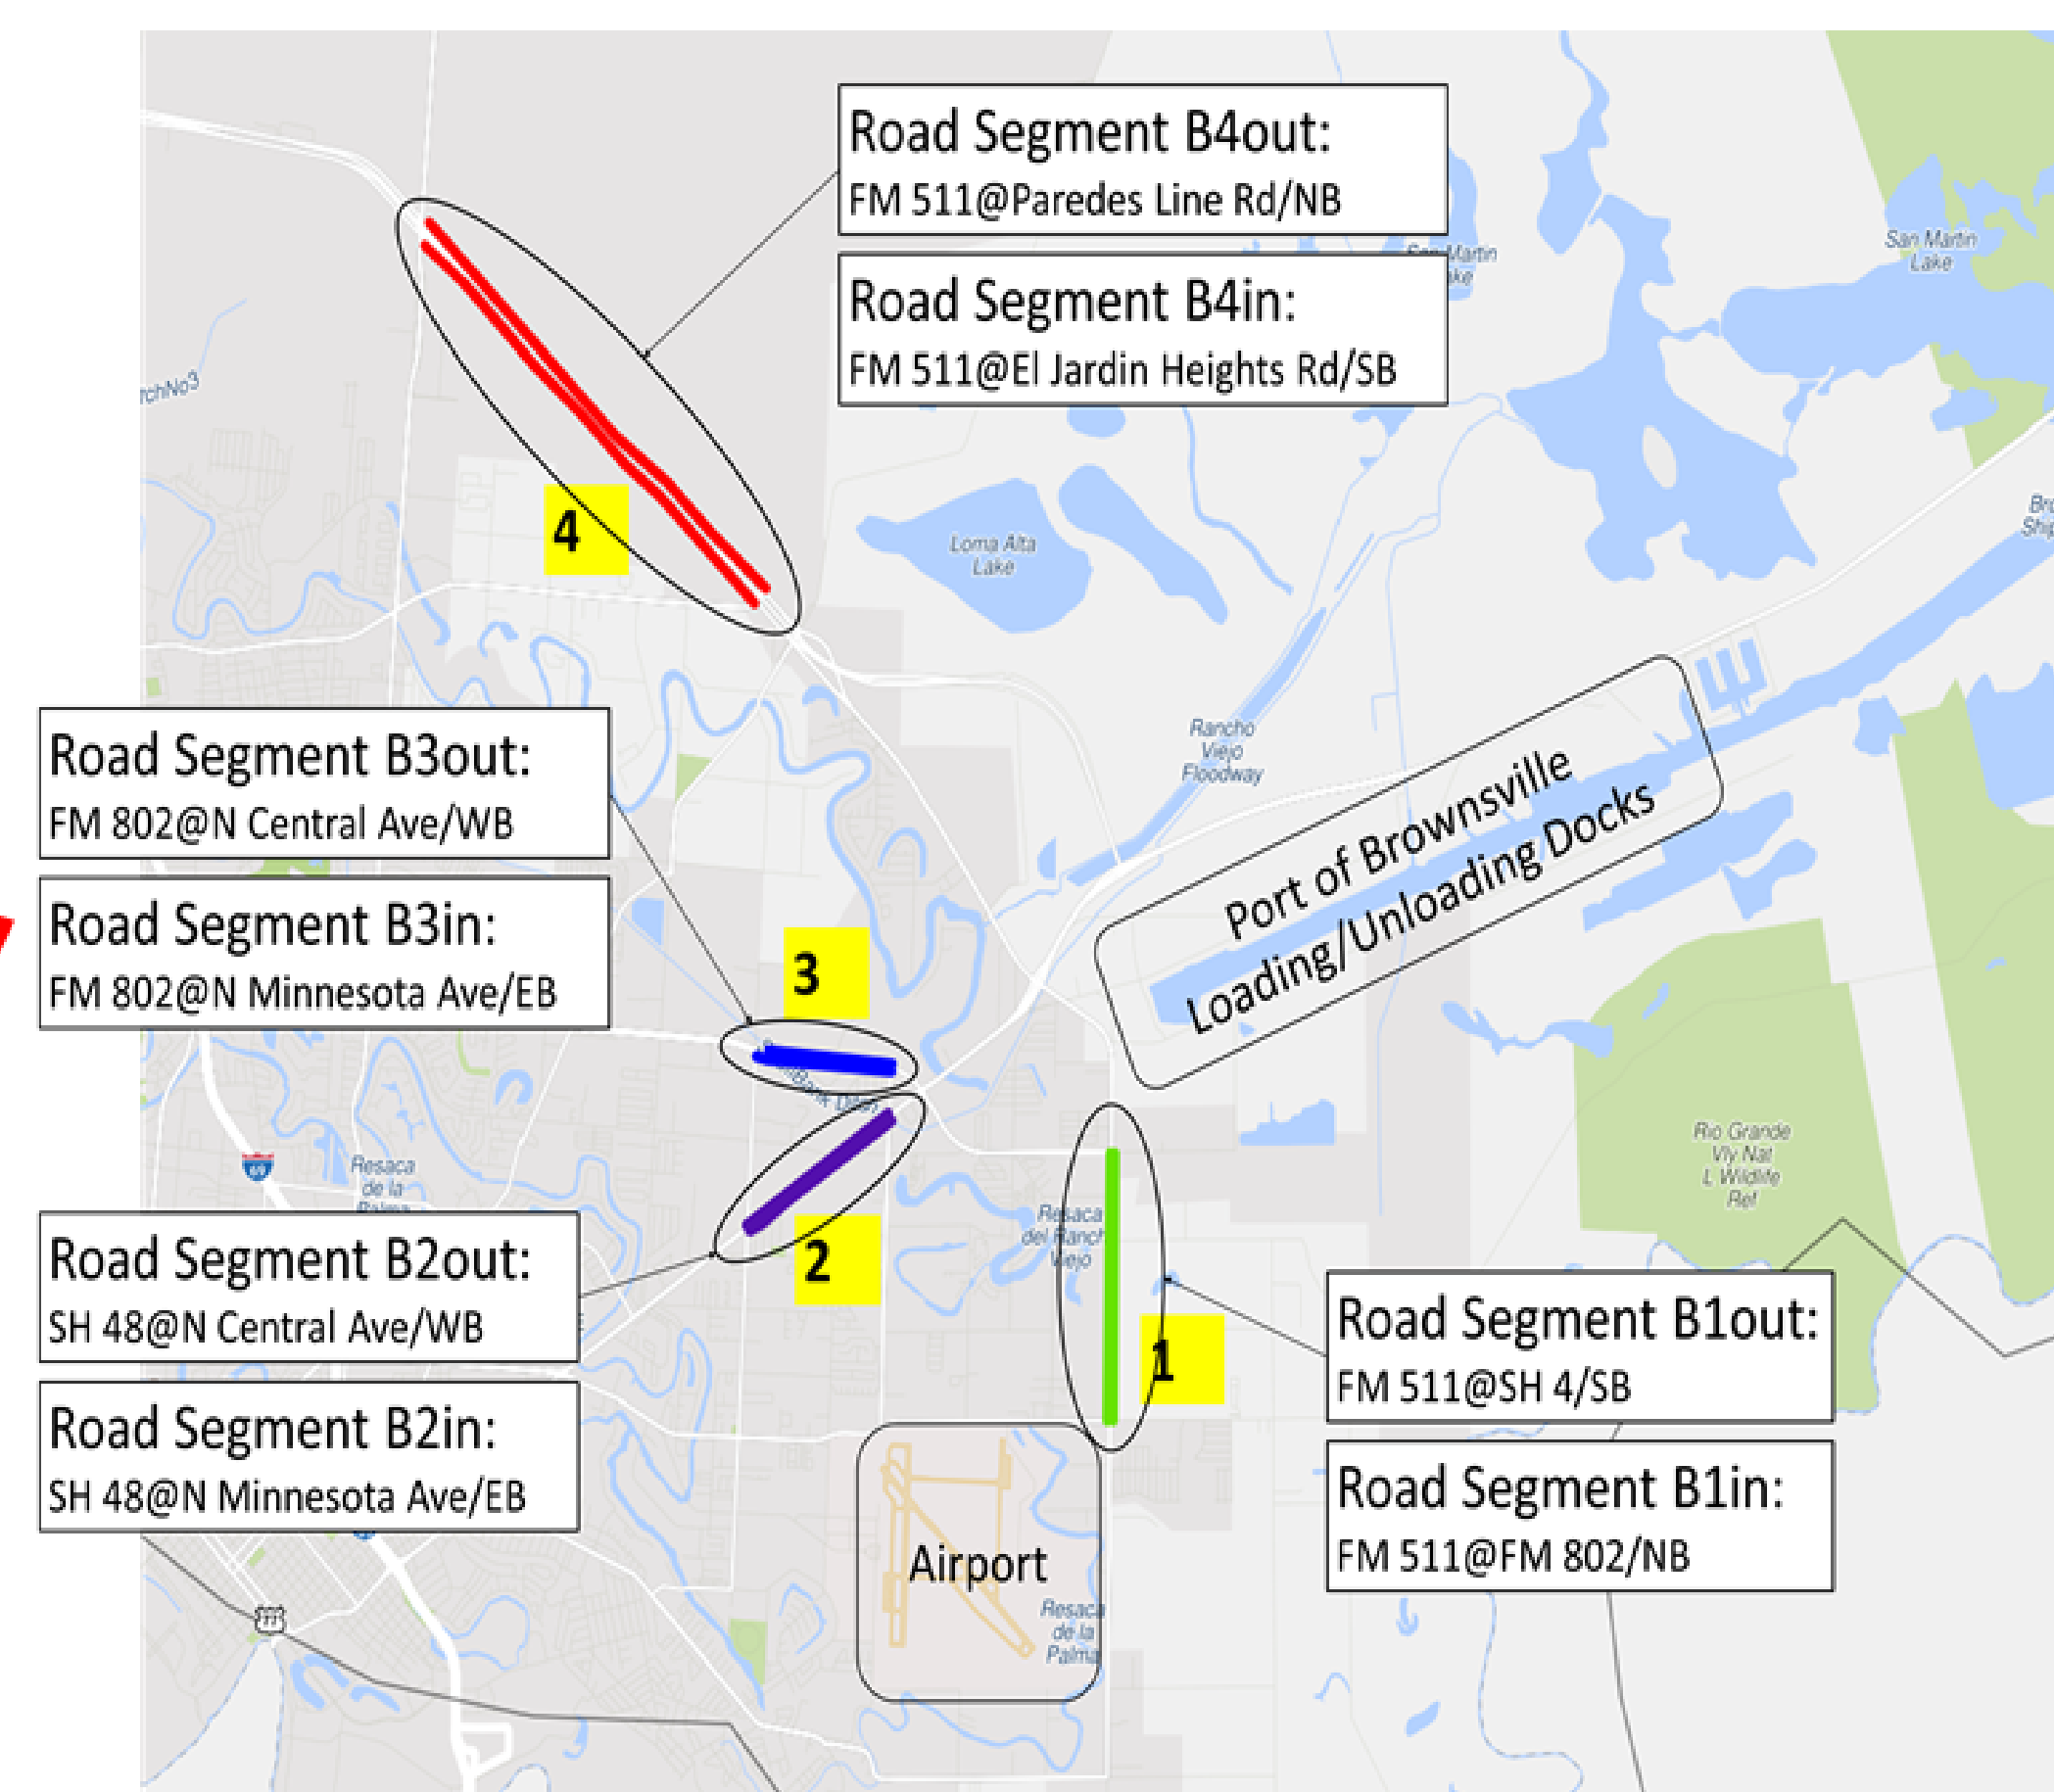 Road Segment B4out:
FM 511@Paredes Line Rd/NB
Road Segment B4in:
FM 511@El Jardin Heights Rd/SB
San Martin
Lake
Martin
4
Loma Alta
Lake
Rancho
Viejo
Floodway
Port of Brownsville
Loading/Unloading Docks
Road Segment B3out:
FM 802@N Central Ave/WB
Road Segment B3in:
FM 802@N Minnesota Ave/EB
3
Rio Grande
Vly Nat
L Wildlife
Ref
69
Resaca
de la
Palma
Road Segment B2out:
SH 48@N Central Ave/WB
Road Segment B2in:
SH 48@N Minnesota Ave/EB
2
Resaca
del Ranch
Viejo
1
Road Segment B1out:
FM 511@SH 4/SB
Road Segment B1in:
FM 511@FM 802/NB
Airport
Resaca
de la
Palma
77